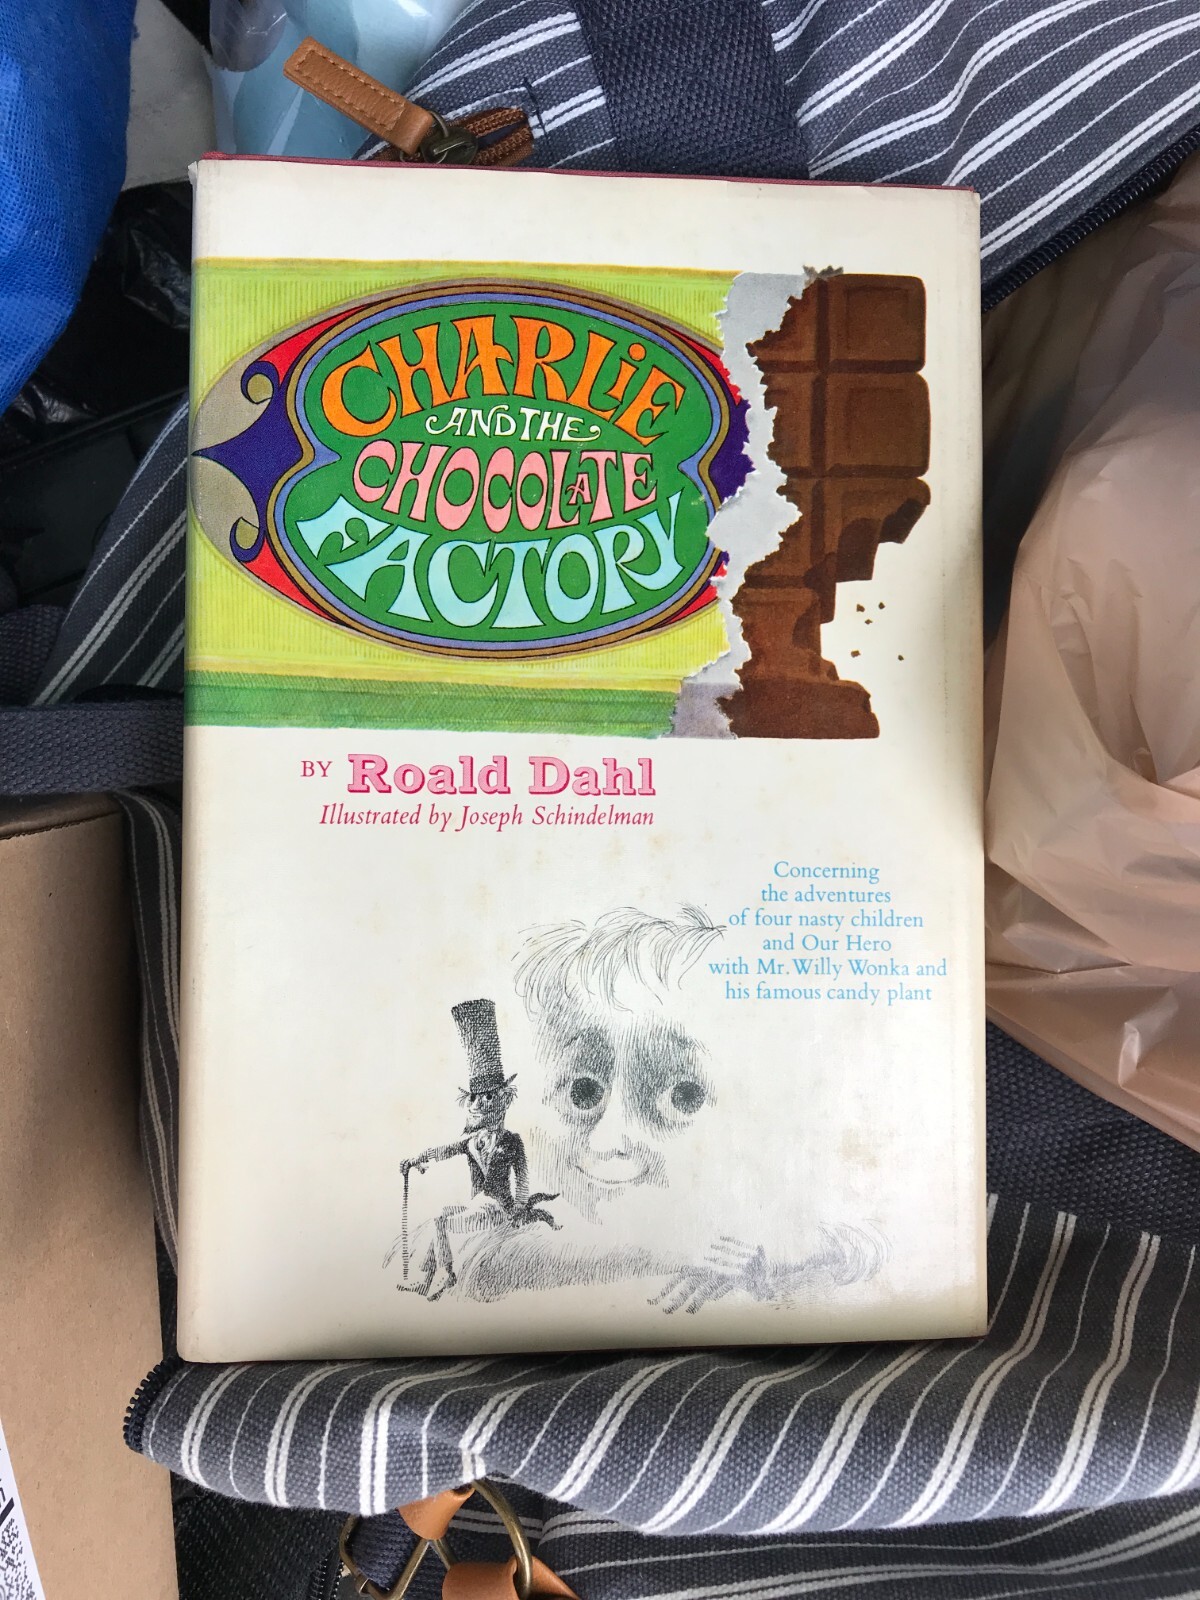 CHARLiE
AND THE
CHOCOLATE
FACTORY
BY Roald Dahl
Illustrated by Joseph Schindelman
Concerning
the adventures
of four nasty children
and Our Hero
with Mr. Willy Wonka and
his famous candy plant